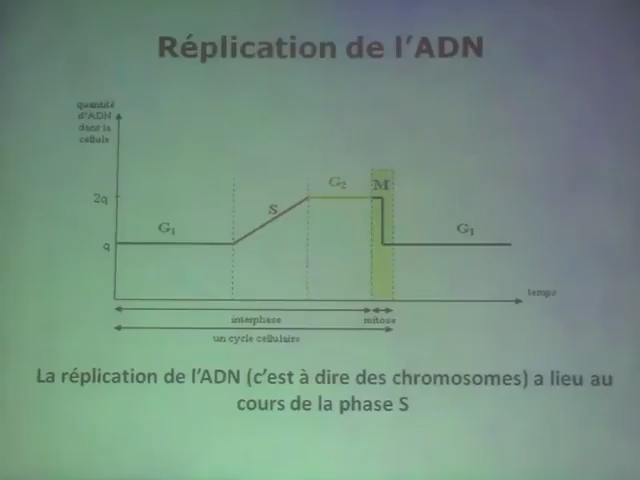 Réplication de l'ADN
quantité
d'ADN
dans la
cellule
2q
q
G1
S
G2
M
G1
temps
interphase
mitose
un cycle cellulaire
La réplication de l'ADN (c'est à dire des chromosomes) a lieu au
cours de la phase S